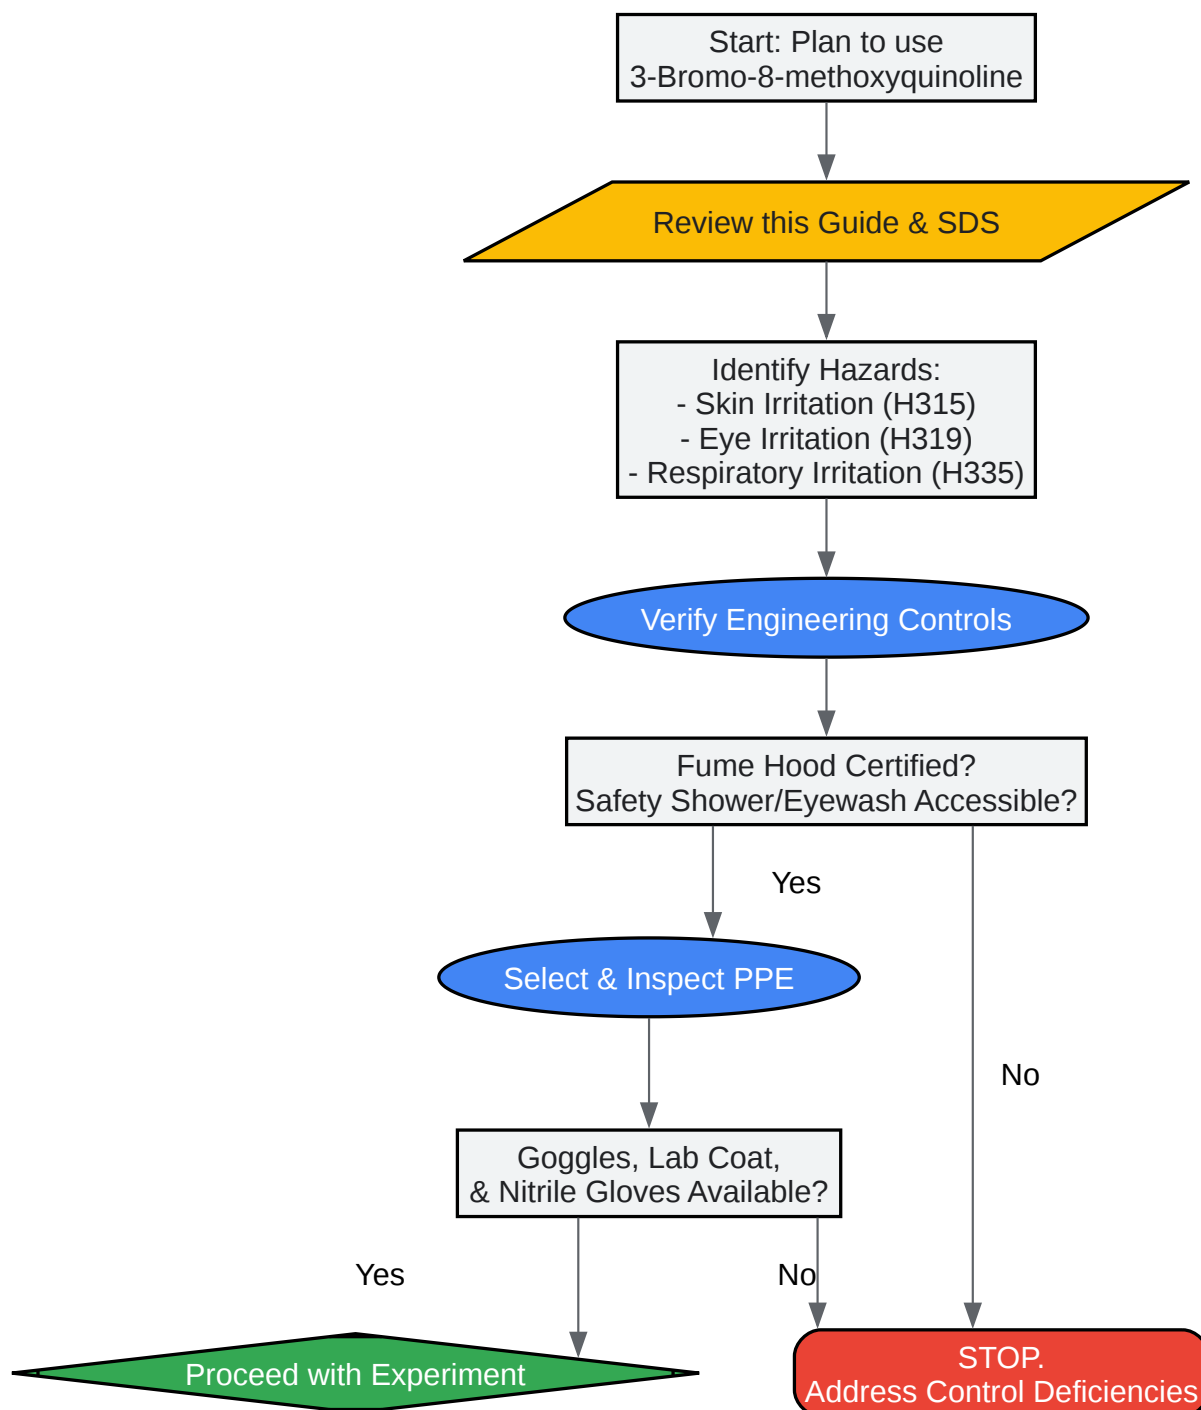 Start: Plan to use
3-Bromo-8-methoxyquinoline
Review this Guide & SDS
Identify Hazards:
- Skin Irritation (H315)
- Eye Irritation (H319)
- Respiratory Irritation (H335)
Verify Engineering Controls
Fume Hood Certified?
Safety Shower/Eyewash Accessible?
Yes
Select & Inspect PPE
No
Goggles, Lab Coat,
& Nitrile Gloves Available?
Yes
No
Proceed with Experiment
STOP.
Address Control Deficiencies